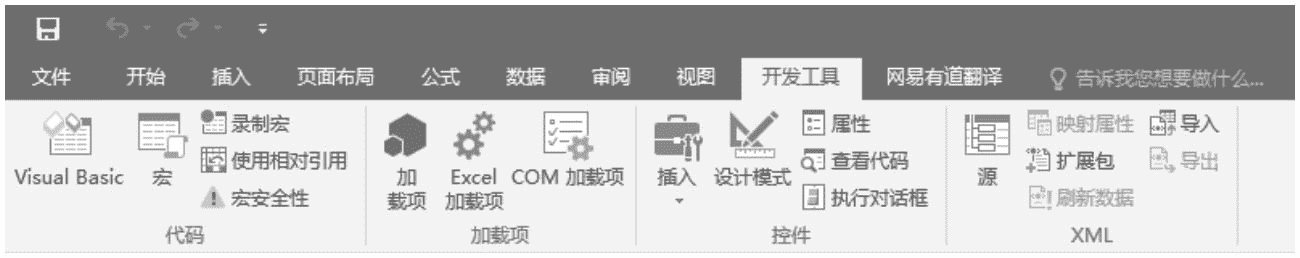 文件 开始 插入 页面布局 公式 数据 审阅 视图 开发工具 网易有道翻译 告诉我您想要做什么...
Visual Basic
宏
录制宏
使用相对引用
宏安全性
代码
加
载项
Excel
加载项
COM 加载项
加载项
插入
设计模式
属性
查看代码
执行对话框
控件
源
映射属性
扩展包
刷新数据
导入
导出
XML